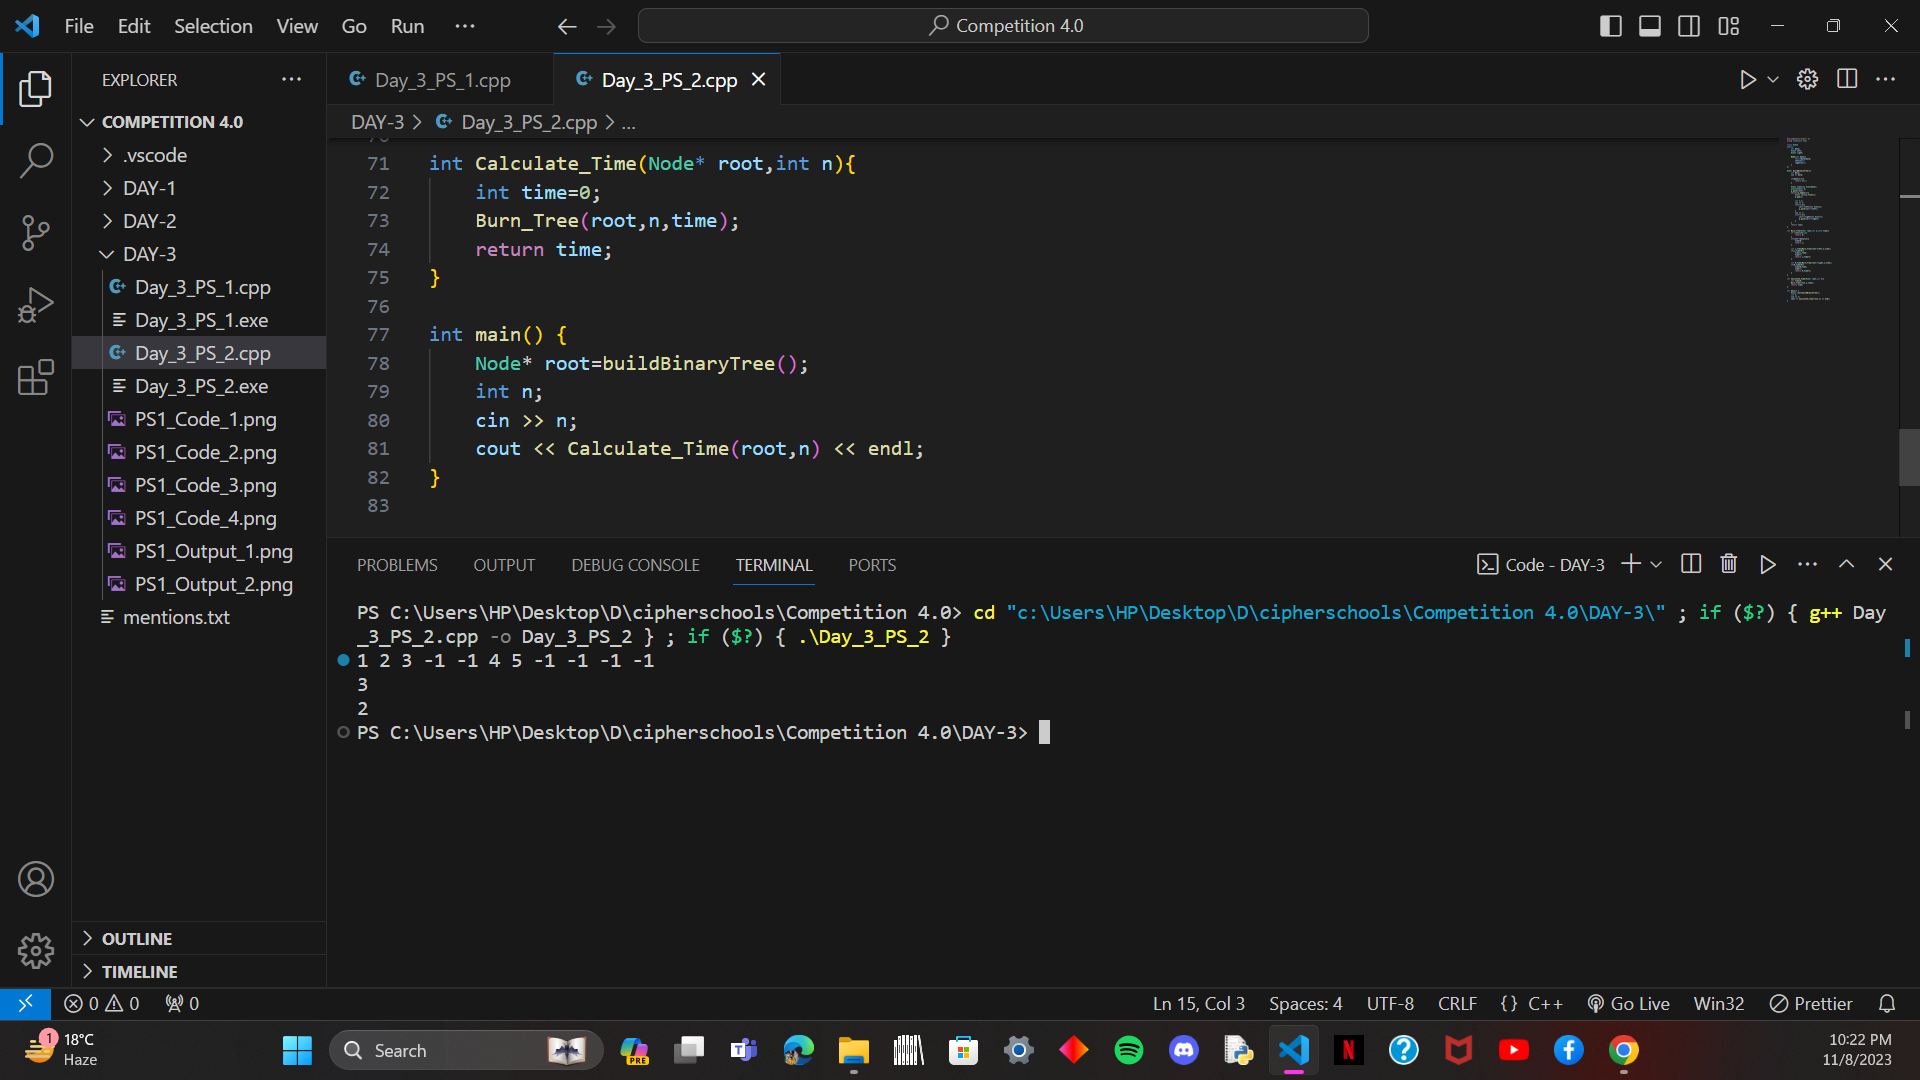 File Edit Selection View Go Run ...
Competition 4.0
EXPLORER
COMPETITION 4.0
.vscode
DAY-1
DAY-2
DAY-3
Day_3_PS_1.cpp
Day_3_PS_1.exe
Day_3_PS_2.cpp
Day_3_PS_2.exe
PS1_Code_1.png
PS1_Code_2.png
PS1_Code_3.png
PS1_Code_4.png
PS1_Output_1.png
PS1_Output_2.png
mentions.txt
OUTLINE
TIMELINE
Day_3_PS_1.cpp Day_3_PS_2.cpp
DAY-3 > Day_3_PS_2.cpp > ...
71 int Calculate_Time(Node* root,int n){
72 int time=0;
73 Burn_Tree(root,n,time);
74 return time;
75 }
76
77 int main() {
78 Node* root=buildBinaryTree();
79 int n;
80 cin >> n;
81 cout << Calculate_Time(root,n) << endl;
82 }
83
PROBLEMS OUTPUT DEBUG CONSOLE TERMINAL PORTS
Code - DAY-3
PS C:\Users\HP\Desktop\D\cipherschools\Competition 4.0> cd "c:\Users\HP\Desktop\D\cipherschools\Competition 4.0\DAY-3\" ; if ($?) { g++ Day
_3_PS_2.cpp -o Day_3_PS_2 } ; if ($?) { .\Day_3_PS_2 }
1 2 3 -1 -1 4 5 -1 -1 -1 -1
3
2
PS C:\Users\HP\Desktop\D\cipherschools\Competition 4.0\DAY-3>
0 0 0
Ln 15, Col 3 Spaces: 4 UTF-8 CRLF {} C++ Go Live Win32 Prettier
1
18°C
Haze
Search
PRE
10:22 PM
11/8/2023